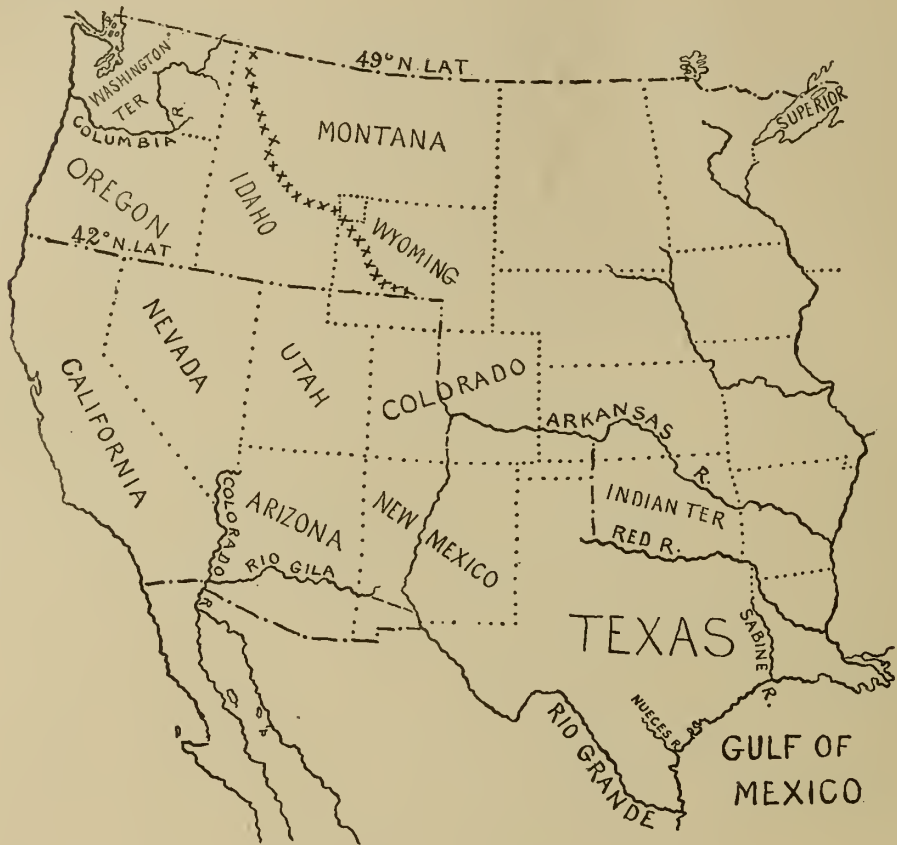 49° N. LAT
WASHINGTON
TER
R.
SUPERIOR
COLUMBIA
MONTANA
OREGON
IDAHO
WYOMING
42° N. LAT
NEVADA
UTAH
COLORADO
CALIFORNIA
ARKANSAS
R.
COLORADO
R
ARIZONA
NEW
MEXICO
INDIAN TER
RED R.
RIO GILA
TEXAS
SABINE
R.
NUECES R.
RIO GRANDE
GULF OF
MEXICO